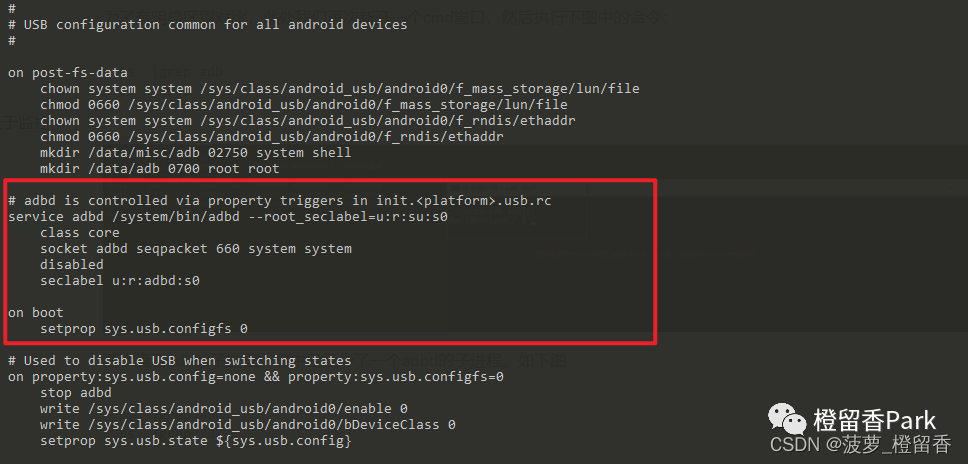 #
# USB configuration common for all android devices
#
on post-fs-data
    chown system system /sys/class/android_usb/android0/f_mass_storage/lun/file
    chmod 0660 /sys/class/android_usb/android0/f_mass_storage/lun/file
    chown system system /sys/class/android_usb/android0/f_rndis/ethaddr
    chmod 0660 /sys/class/android_usb/android0/f_rndis/ethaddr
    mkdir /data/misc/adb 02750 system shell
    mkdir /data/adb 0700 root root
# adbd is controlled via property triggers in init.<platform>.usb.rc
service adbd /system/bin/adbd --root_seclabel=u:r:su:s0
    class core
    socket adbd seqpacket 660 system system
    disabled
    seclabel u:r:adbd:s0
on boot
    setprop sys.usb.configfs 0
# Used to disable USB when switching states
on property:sys.usb.config=none && property:sys.usb.configfs=0
    stop adbd
    write /sys/class/android_usb/android0/enable 0
    write /sys/class/android_usb/android0/bDeviceClass 0
    setprop sys.usb.state ${sys.usb.config}
橙留香Park
CSDN @菠萝_橙留香